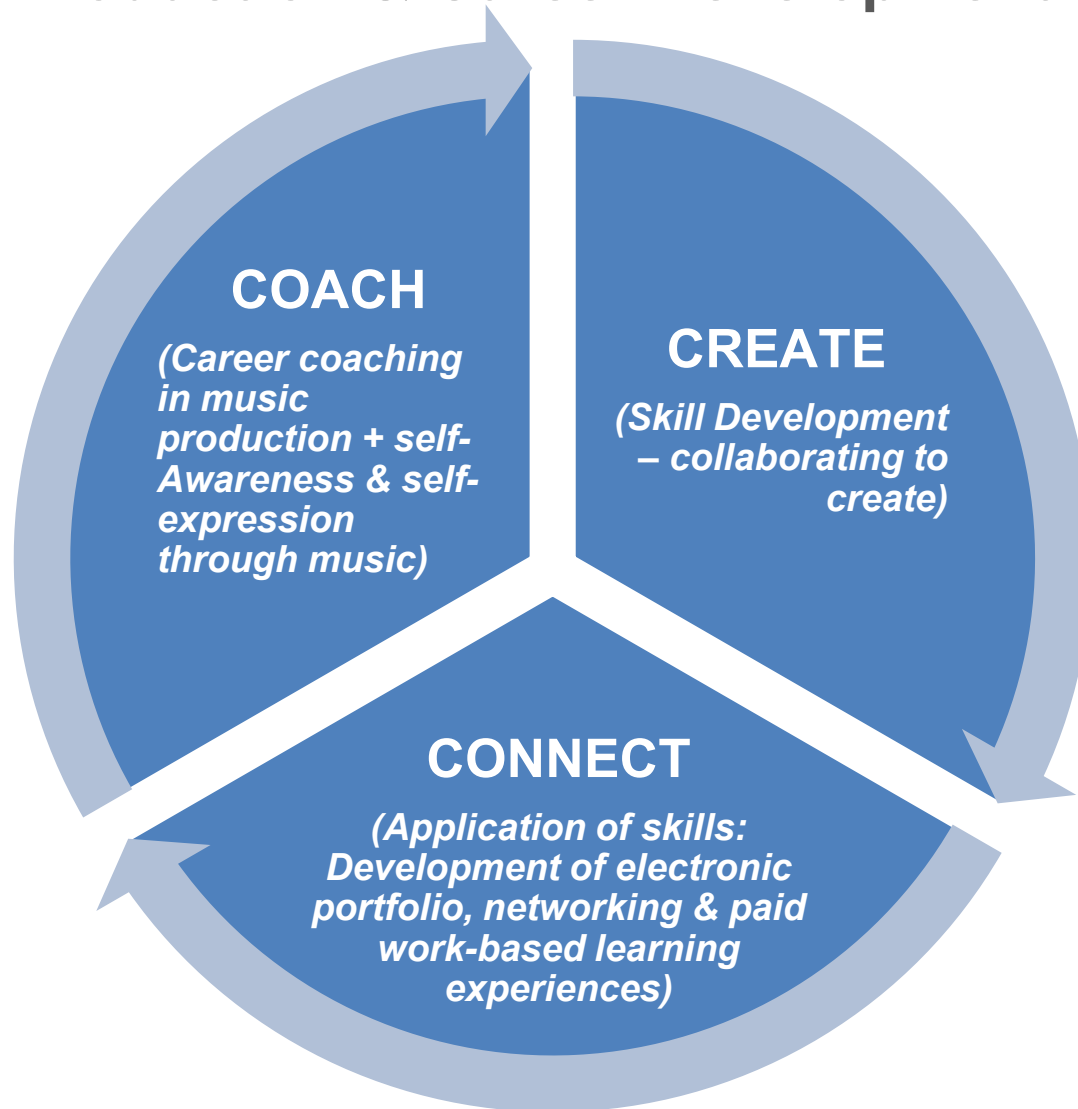 COACH
(Career coaching
in music
production + self-
Awareness & self-
expression
through music)
CREATE
(Skill Development
– collaborating to
create)
CONNECT
(Application of skills:
Development of electronic
portfolio, networking & paid
work-based learning
experiences)